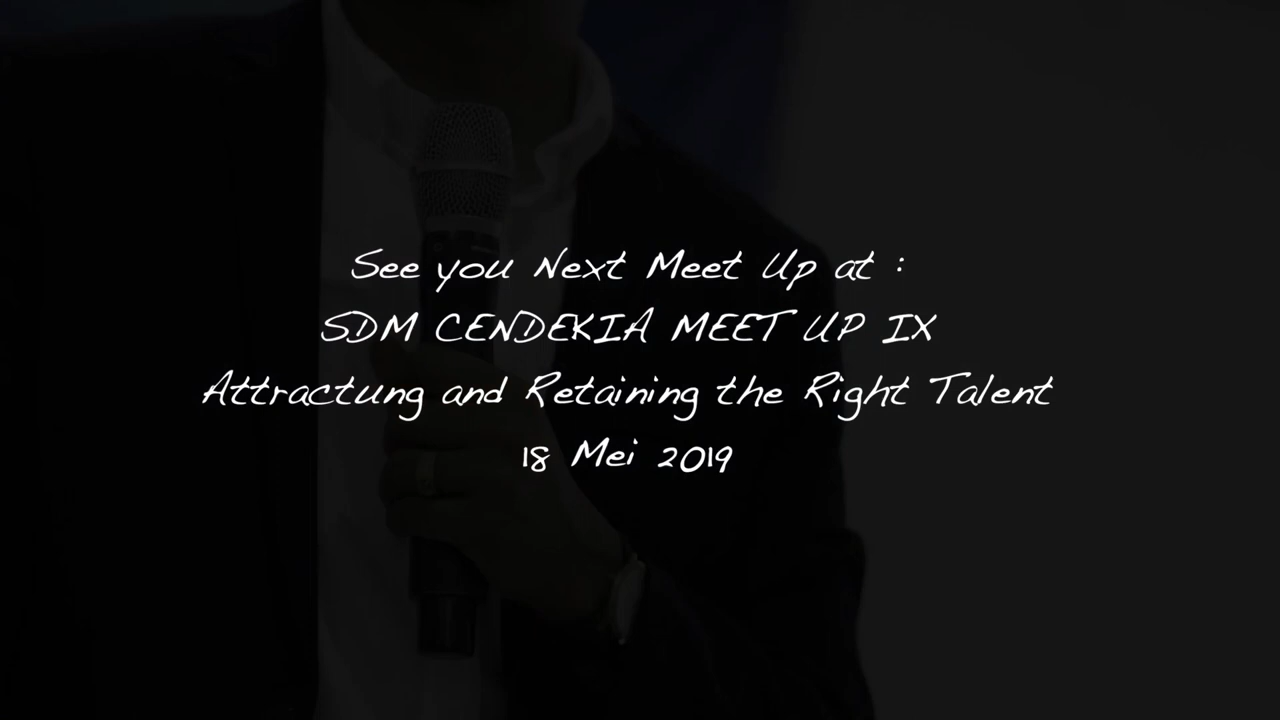 See you Next Meet Up at :
SDM CENDEKIA MEET UP IX
Attractung and Retaining the Right Talent
18 Mei 2019